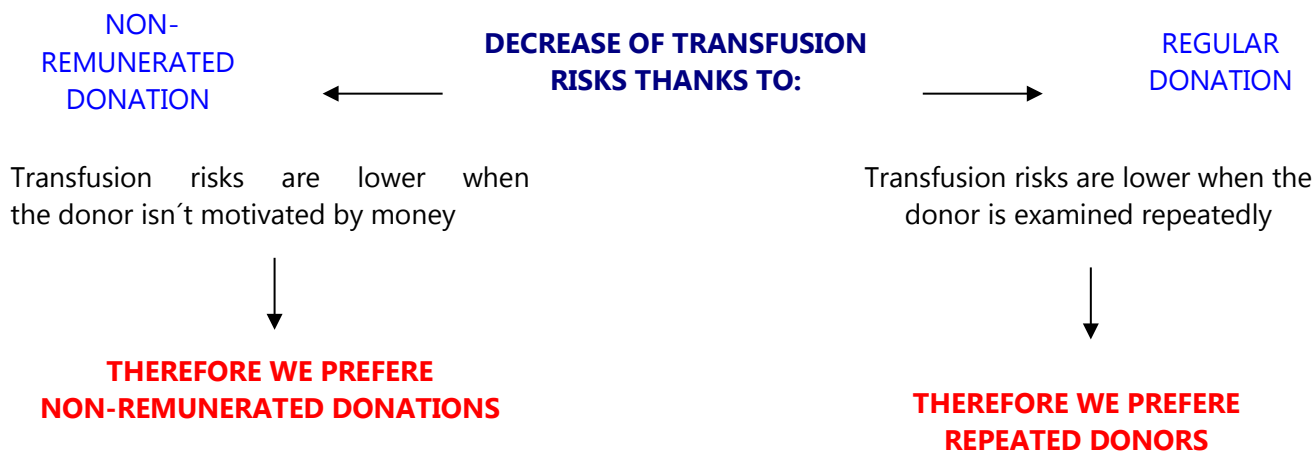 NON-
REMUNERATED
DONATION
DECREASE OF TRANSFUSION
RISKS THANKS TO:
REGULAR
DONATION
Transfusion risks are lower when
the donor isn´t motivated by money
Transfusion risks are lower when the
donor is examined repeatedly
THEREFORE WE PREFERE
NON-REMUNERATED DONATIONS
THEREFORE WE PREFERE
REPEATED DONORS